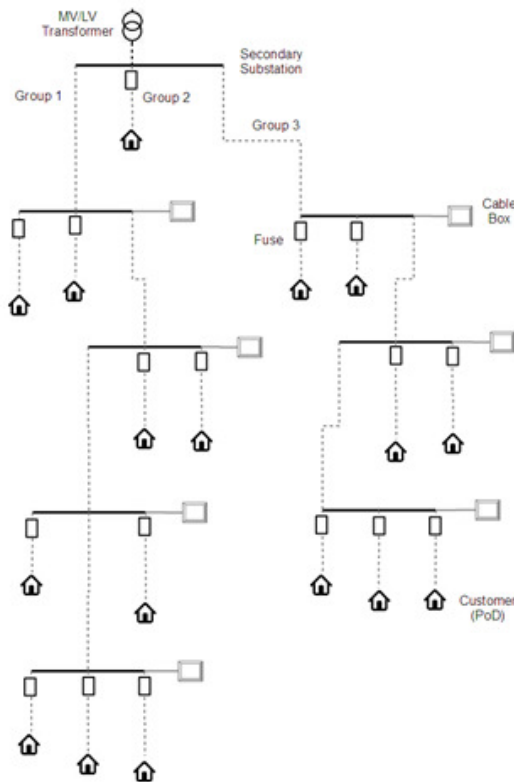 MV/LV
Transformer
Secondary
Substation
Group 1
Group 2
Group 3
Cable
Box
Fuse
Customer
(PoD)